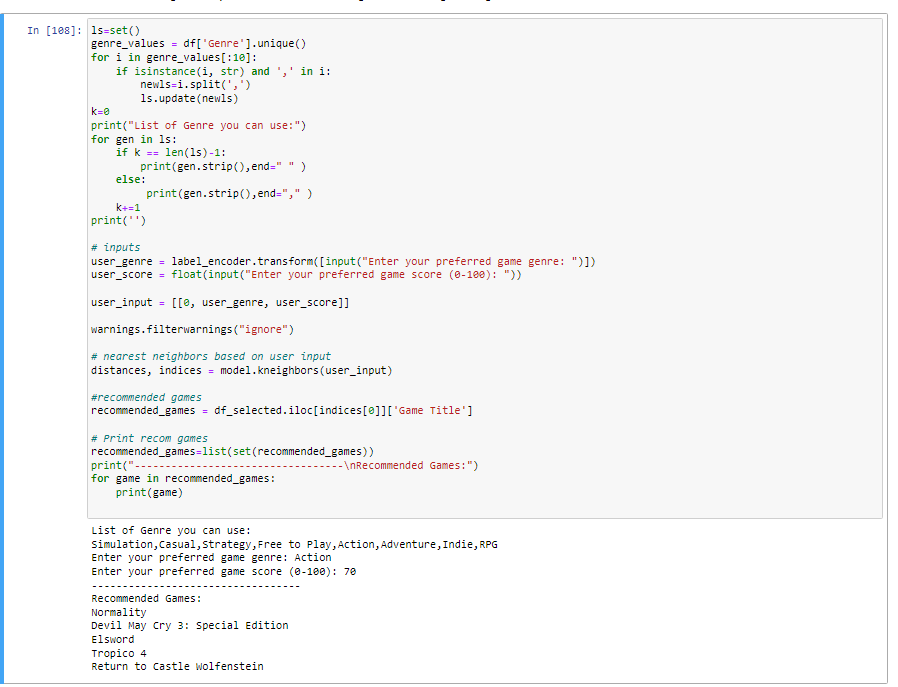 In [108]: ls=set()
genre_values = df['Genre'].unique()
for i in genre_values[:10]:
    if isinstance(i, str) and ',' in i:
        newls=i.split(',')
        ls.update(newls)
k=0
print("List of Genre you can use:")
for gen in ls:
    if k == len(ls)-1:
        print(gen.strip(),end=" " )
    else:
         print(gen.strip(),end="," )
    k+=1
print('')
# inputs
user_genre = label_encoder.transform([input("Enter your preferred game genre: ")])
user_score = float(input("Enter your preferred game score (0-100): "))
user_input = [[0, user_genre, user_score]]
warnings.filterwarnings("ignore")
# nearest neighbors based on user input
distances, indices = model.kneighbors(user_input)
#recommended games
recommended_games = df_selected.iloc[indices[0]]['Game Title']
# Print recom games
recommended_games=list(set(recommended_games))
print("----------------------------------\nRecommended Games:")
for game in recommended_games:
    print(game)
List of Genre you can use:
Simulation,Casual,Strategy,Free to Play,Action,Adventure,Indie,RPG
Enter your preferred game genre: Action
Enter your preferred game score (0-100): 70
----------------------------------
Recommended Games:
Normality
Devil May Cry 3: Special Edition
Elsword
Tropico 4
Return to Castle Wolfenstein